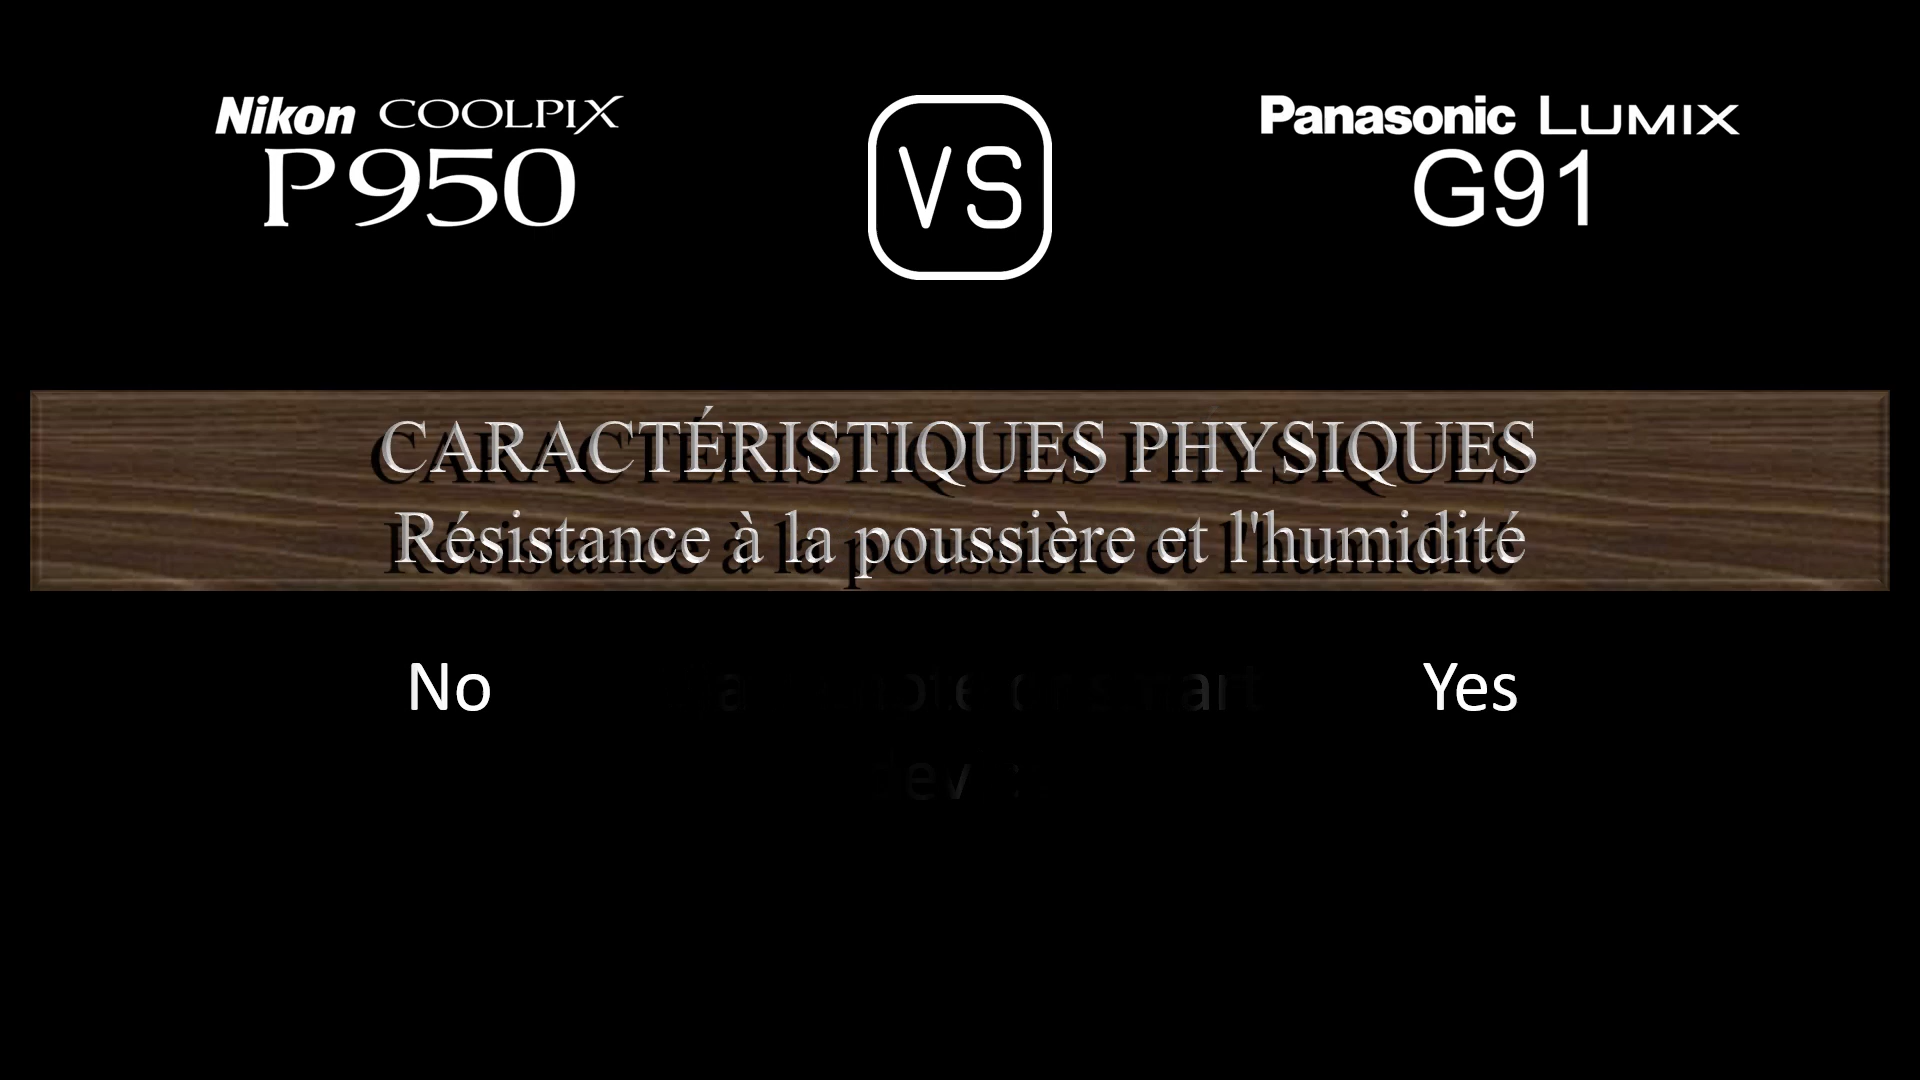 Nikon COOLPIX
P950
VS
Panasonic LUMIX
G91
CARACTÉRISTIQUES PHYSIQUES
Résistance à la poussière et l'humidité
No
Yes